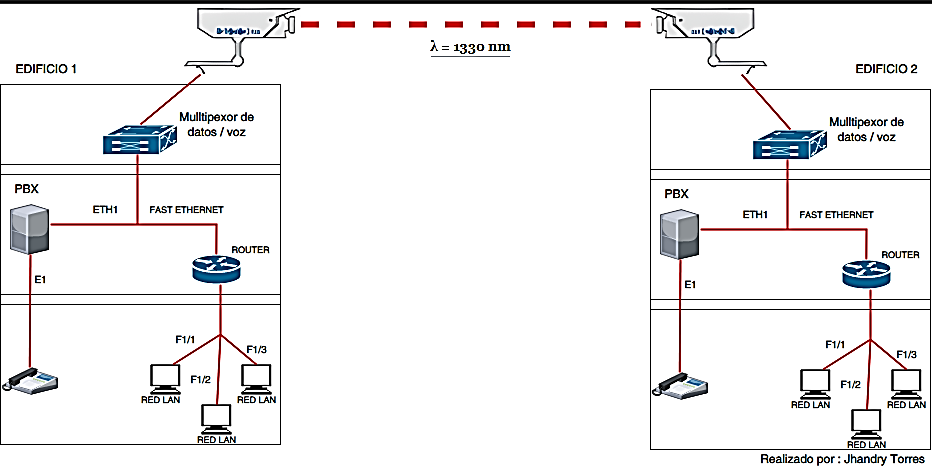 λ = 1330 nm
EDIFICIO 1
Mulltipexor de
datos / voz
PBX
ETH1
FAST ETHERNET
ROUTER
E1
F1/1
F1/3
F1/2
RED LAN
RED LAN
RED LAN
EDIFICIO 2
Mulltipexor de
datos / voz
PBX
ETH1
FAST ETHERNET
ROUTER
E1
F1/1
F1/3
F1/2
RED LAN
RED LAN
RED LAN
Realizado por : Jhandry Torres